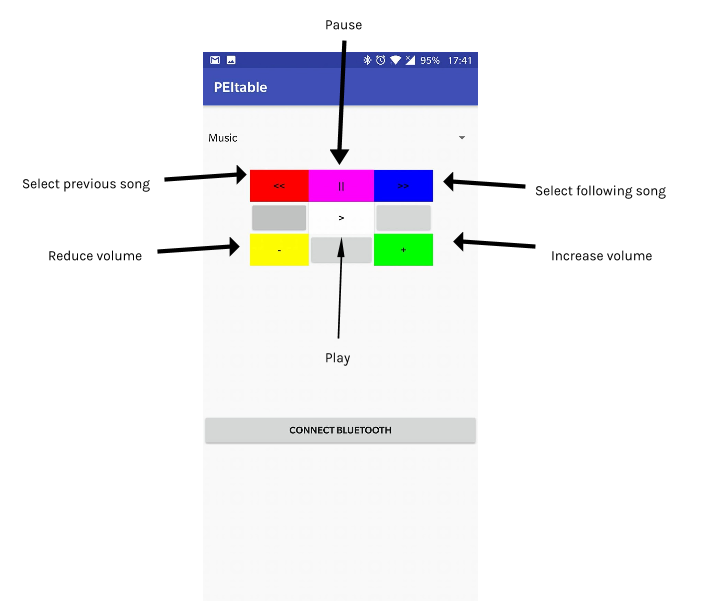 Pause
95% 17:41
PEItable
Music
Select previous song
<< || >>
Select following song
>
Reduce volume
- +
Increase volume
Play
CONNECT BLUETOOTH